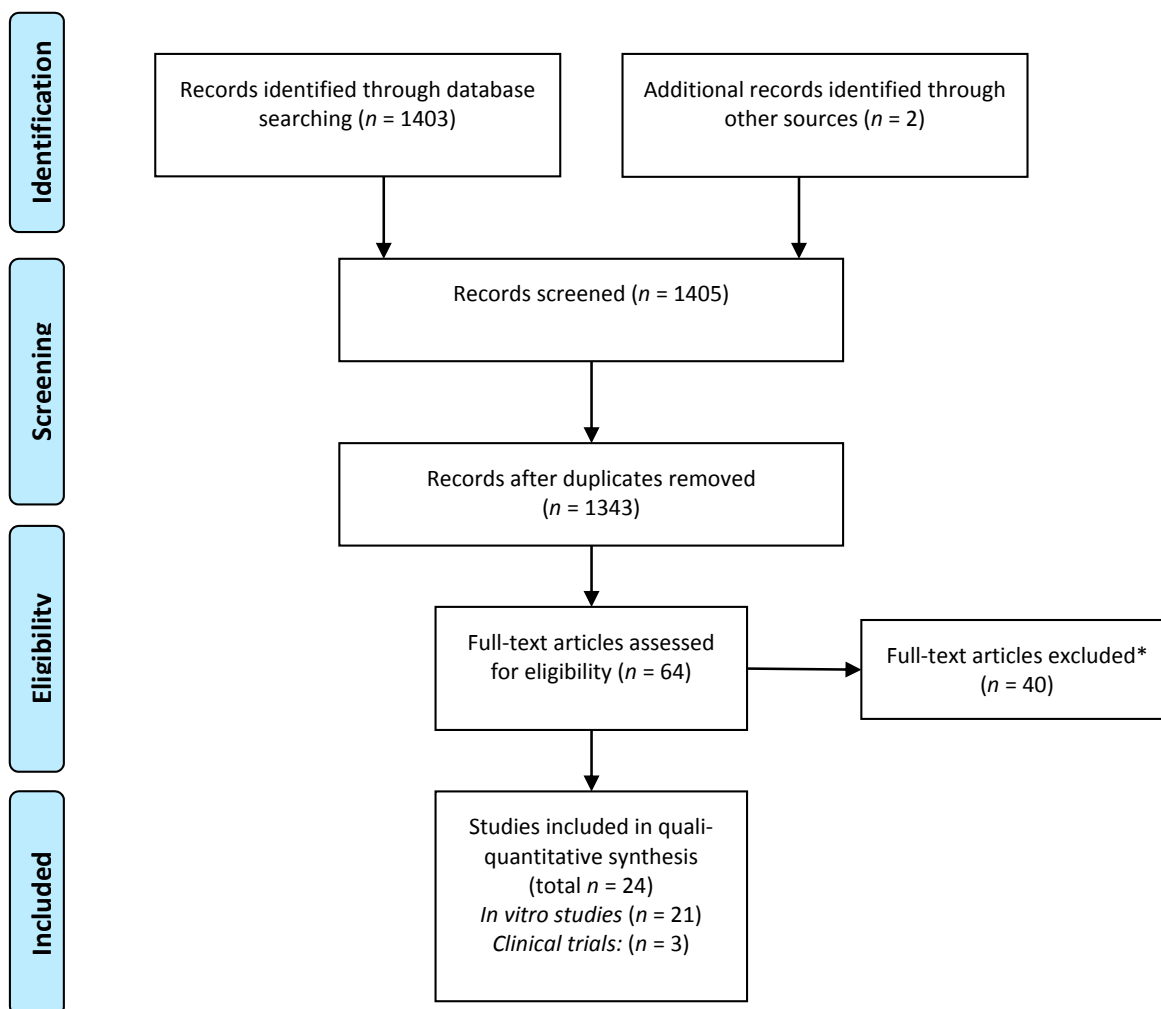 Identification
Records identified through database
searching (n = 1403)
Additional records identified through
other sources (n = 2)
Screening
Records screened (n = 1405)
Records after duplicates removed
(n = 1343)
Eligibility
Full-text articles assessed
for eligibility (n = 64)
Full-text articles excluded*
(n = 40)
Included
Studies included in quali-
quantitative synthesis
(total n = 24)
In vitro studies (n = 21)
Clinical trials: (n = 3)